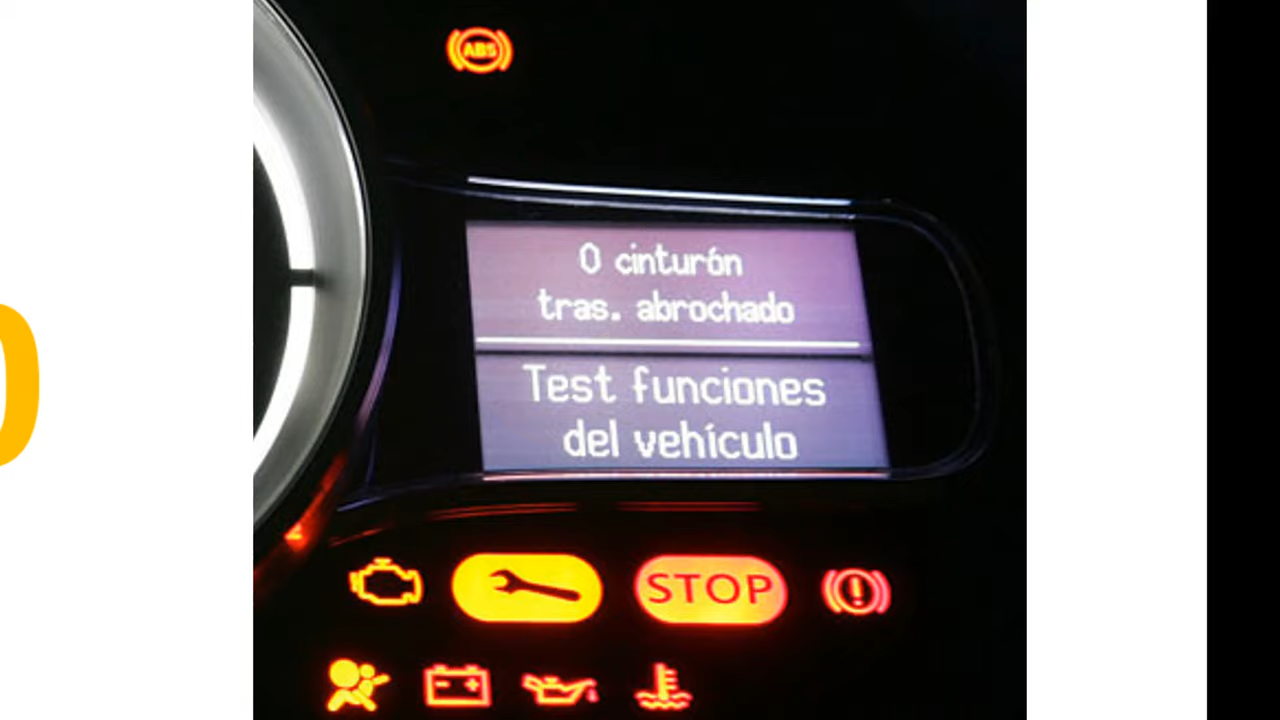 ABS
0 cinturón
tras. abrochado
Test funciones
del vehículo
STOP